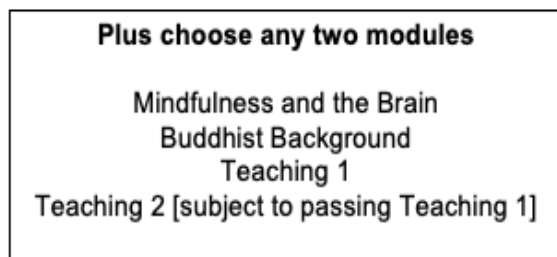 Plus choose any two modules
Mindfulness and the Brain
Buddhist Background
Teaching 1
Teaching 2 [subject to passing Teaching 1]